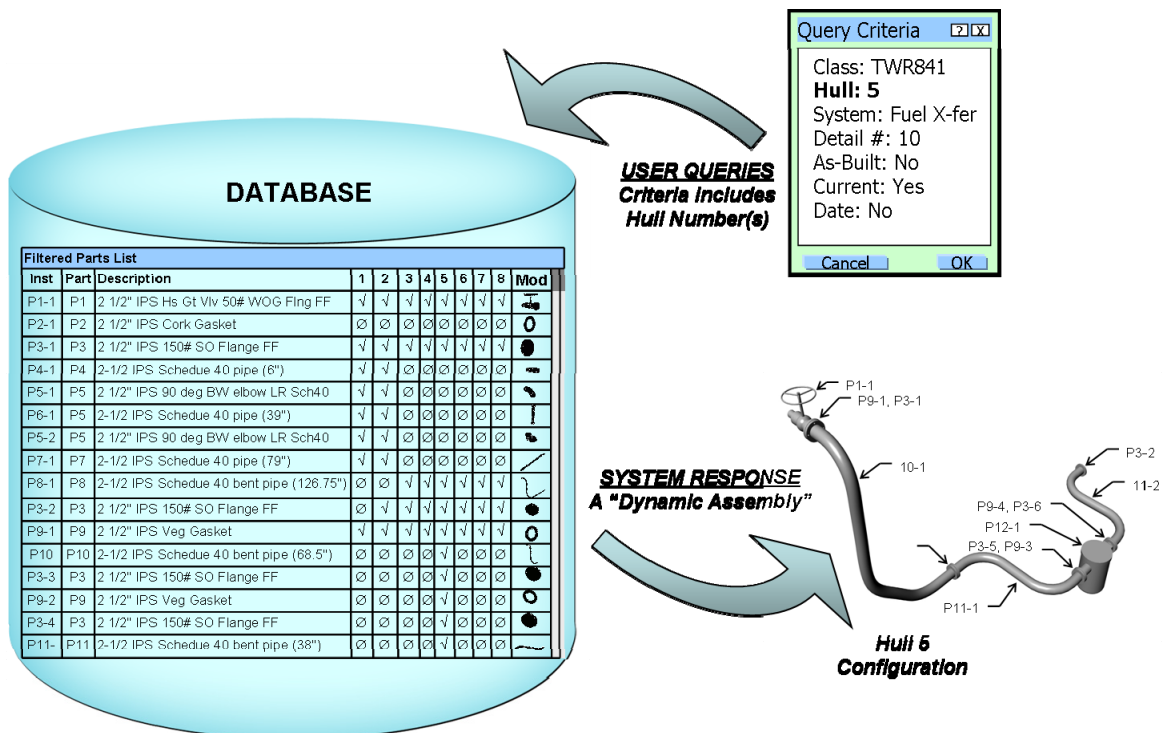 Query Criteria ? X
Class: TWR841
Hull: 5
System: Fuel X-fer
Detail #: 10
As-Built: No
Current: Yes
Date: No
Cancel OK
USER QUERIES
Criteria Includes
Hull Number(s)
DATABASE
Filtered Parts List
Inst Part Description 1 2 3 4 5 6 7 8 Mod
P1-1 P1 2 1/2" IPS Hs Gt Vlv 50# WOG Flng FF √ √ √ √ √ √ √ √
P2-1 P2 2 1/2" IPS Cork Gasket Ø Ø Ø Ø Ø Ø Ø Ø
P3-1 P3 2 1/2" IPS 150# SO Flange FF √ √ √ √ √ √ √ √
P4-1 P4 2-1/2 IPS Schedue 40 pipe (6") √ √ Ø Ø Ø Ø Ø Ø
P5-1 P5 2 1/2" IPS 90 deg BW elbow LR Sch40 √ √ Ø Ø Ø Ø Ø Ø
P6-1 P5 2-1/2 IPS Schedue 40 pipe (39") √ √ Ø Ø Ø Ø Ø Ø
P5-2 P5 2 1/2" IPS 90 deg BW elbow LR Sch40 √ √ Ø Ø Ø Ø Ø Ø
P7-1 P7 2-1/2 IPS Schedue 40 pipe (79") √ √ Ø Ø Ø Ø Ø Ø
P8-1 P8 2-1/2 IPS Schedue 40 bent pipe (126.75") Ø Ø √ √ √ √ √ √
P3-2 P3 2 1/2" IPS 150# SO Flange FF Ø √ √ √ √ √ √ √
P9-1 P9 2 1/2" IPS Veg Gasket √ √ √ √ √ √ √ √
P10 P10 2-1/2 IPS Schedue 40 bent pipe (68.5") Ø Ø Ø Ø √ Ø Ø Ø
P3-3 P3 2 1/2" IPS 150# SO Flange FF Ø Ø Ø Ø √ Ø Ø Ø
P9-2 P9 2 1/2" IPS Veg Gasket Ø Ø Ø Ø √ Ø Ø Ø
P3-4 P3 2 1/2" IPS 150# SO Flange FF Ø Ø Ø Ø √ Ø Ø Ø
P11- P11 2-1/2 IPS Schedue 40 bent pipe (38") Ø Ø Ø Ø √ Ø Ø Ø
SYSTEM RESPONSE
A "Dynamic Assembly"
P1-1
P9-1, P3-1
10-1
P3-2
11-2
P9-4, P3-6
P12-1
P3-5, P9-3
P11-1
Hull 5
Configuration